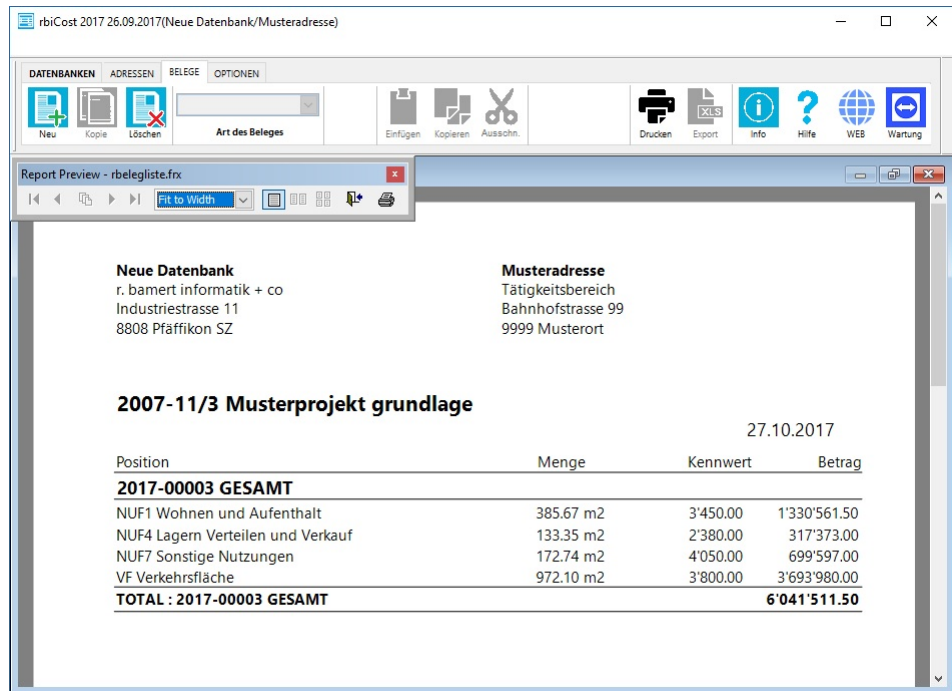 rbiCost 2017 26.09.2017(Neue Datenbank/Musteradresse)
DATENBANKEN ADRESSEN BELEGE OPTIONEN
XLS
Neu Kopie Löschen Art des Beleges Einfügen Kopieren Ausschn. Drucken Export Info Hilfe WEB Wartung
Report Preview - rbelegliste.frx
Fit to Width
Neue Datenbank Musteradresse
r. bamert informatik + co Tätigkeitsbereich
Industriestrasse 11 Bahnhofstrasse 99
8808 Pfäffikon SZ 9999 Musterort
2007-11/3 Musterprojekt grundlage
27.10.2017
Position Menge Kennwert Betrag
2017-00003 GESAMT
NUF1 Wohnen und Aufenthalt 385.67 m2 3'450.00 1'330'561.50
NUF4 Lagern Verteilen und Verkauf 133.35 m2 2'380.00 317'373.00
NUF7 Sonstige Nutzungen 172.74 m2 4'050.00 699'597.00
VF Verkehrsfläche 972.10 m2 3'800.00 3'693'980.00
TOTAL : 2017-00003 GESAMT 6'041'511.50